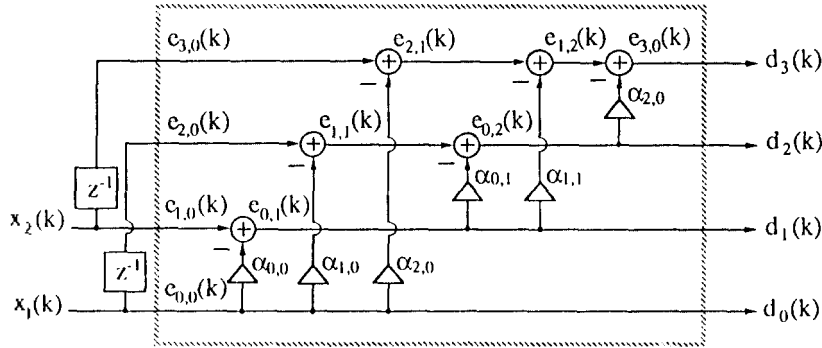 e3,0(k) e2,1(k) e1,2(k) e3,0(k) d3(k)
α2,0
e2,0(k) e1,1(k) e0,2(k) d2(k)
z-1 α0,1 α1,1
x2(k) e1,0(k) e0,1(k) d1(k)
z-1 α0,0 α1,0 α2,0
x1(k) e0,0(k) d0(k)